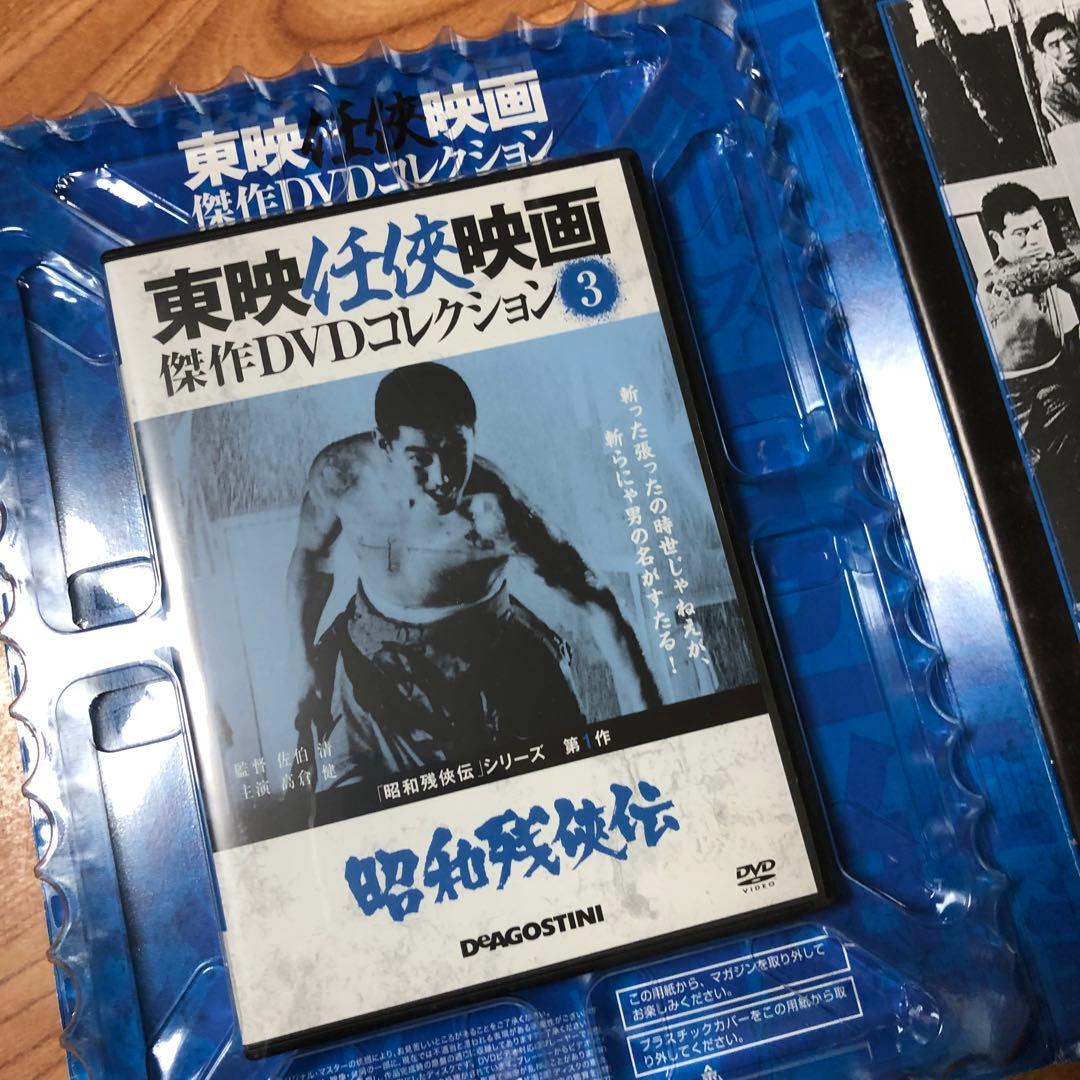 東映任侠映画
傑作DVDコレクション
東映任俠映画
傑作DVDコレクション 3
斬った張ったの時世じゃねえが、
斬らにゃ男の名がすたる！
監督 佐伯 清
主演 高倉 健
「昭和残俠伝」シリーズ 第1作
昭和残俠伝
DVD
VIDEO
DeAGOSTINI
この用紙から、マガジンを取り外して
お楽しみください。
プラスチックカバーをこの用紙から取
り外してください。